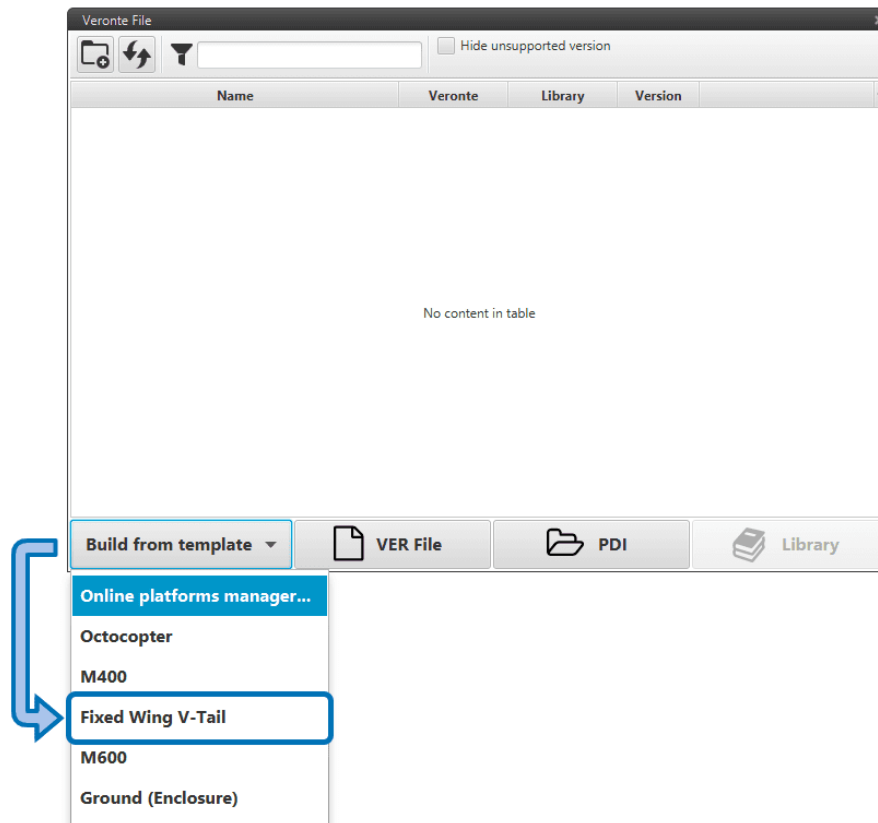 Veronte File
Hide unsupported version
Name Veronte Library Version
No content in table
Build from template VER File PDI Library
Online platforms manager...
Octocopter
M400
Fixed Wing V-Tail
M600
Ground (Enclosure)